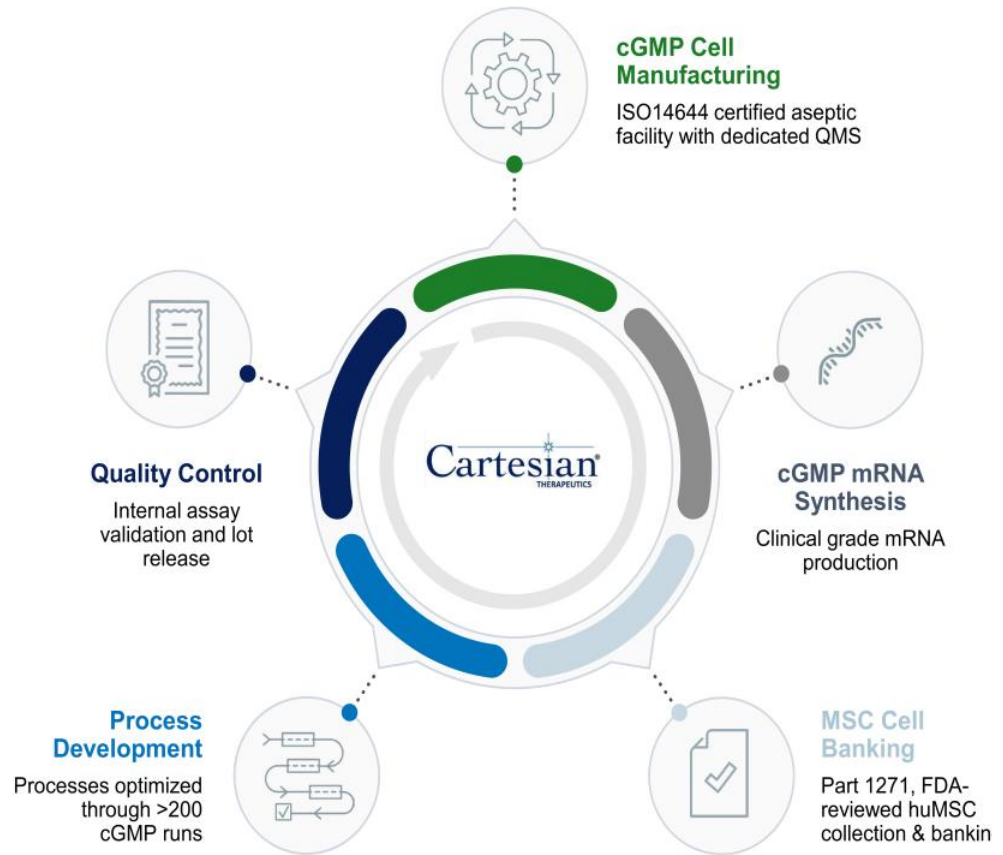 cGMP Cell
Manufacturing
ISO14644 certified aseptic
facility with dedicated QMS
Quality Control
Internal assay
validation and lot
release
Cartesian®
THERAPEUTICS
cGMP mRNA
Synthesis
Clinical grade mRNA
production
Process
Development
Processes optimized
through >200
cGMP runs
MSC Cell
Banking
Part 1271, FDA-
reviewed huMSC
collection & bankin